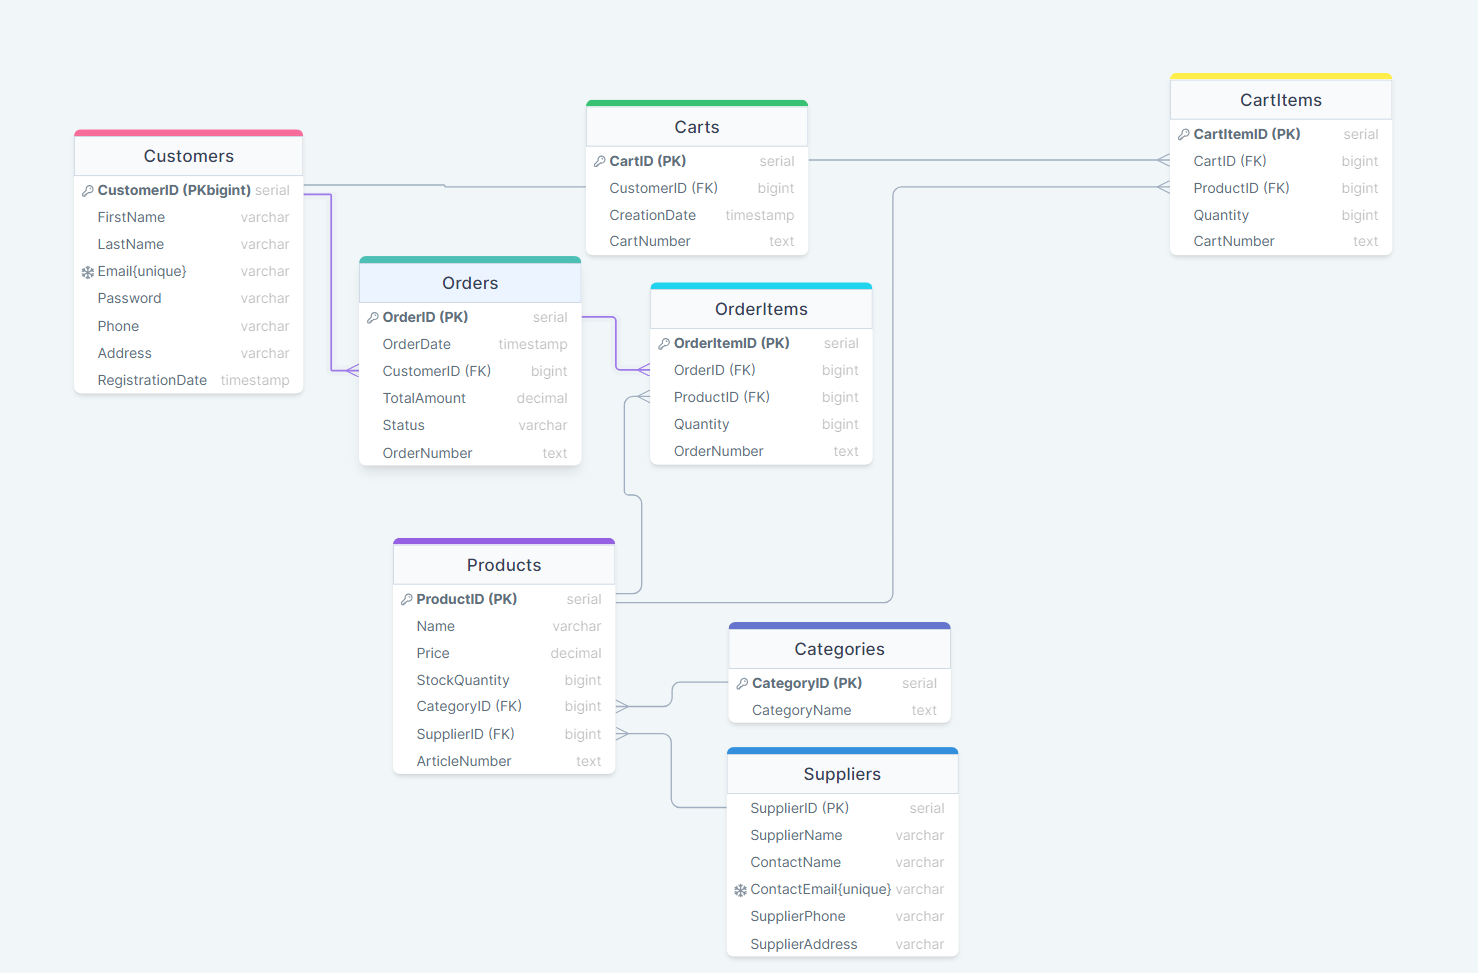 Customers
CustomerID (PKbigint) serial
FirstName varchar
LastName varchar
Email{unique} varchar
Password varchar
Phone varchar
Address varchar
RegistrationDate timestamp
Carts
CartID (PK) serial
CustomerID (FK) bigint
CreationDate timestamp
CartNumber text
CartItems
CartItemID (PK) serial
CartID (FK) bigint
ProductID (FK) bigint
Quantity bigint
CartNumber text
Orders
OrderID (PK) serial
OrderDate timestamp
CustomerID (FK) bigint
TotalAmount decimal
Status varchar
OrderNumber text
OrderItems
OrderItemID (PK) serial
OrderID (FK) bigint
ProductID (FK) bigint
Quantity bigint
OrderNumber text
Products
ProductID (PK) serial
Name varchar
Price decimal
StockQuantity bigint
CategoryID (FK) bigint
SupplierID (FK) bigint
ArticleNumber text
Categories
CategoryID (PK) serial
CategoryName text
Suppliers
SupplierID (PK) serial
SupplierName varchar
ContactName varchar
ContactEmail{unique} varchar
SupplierPhone varchar
SupplierAddress varchar